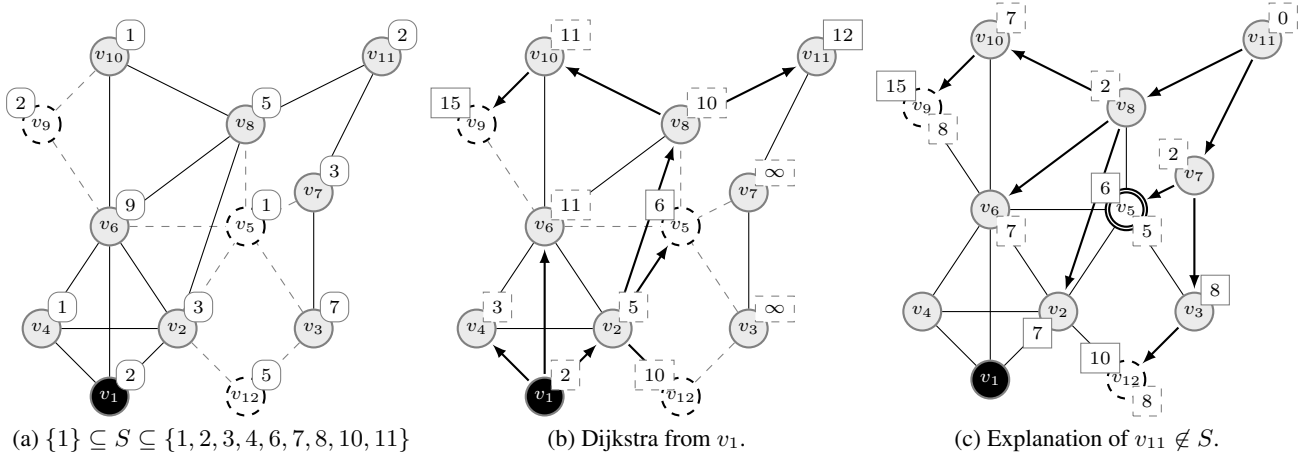 1
v₁₀
2
v₁₁
2
v₉
5
v₈
3
v₇
9
v₆
1
v₅
1
v₄
3
v₂
7
v₃
2
v₁
5
v₁₂
(a) {1} ⊆ S ⊆ {1, 2, 3, 4, 6, 7, 8, 10, 11}
11
v₁₀
12
v₁₁
15
v₉
10
v₈
∞
v₇
11
v₆
6
v₅
3
v₄
5
v₂
∞
v₃
2
v₁
10
v₁₂
(b) Dijkstra from v₁.
7
v₁₀
0
v₁₁
15
v₉
8
2
v₈
2
v₇
v₆
7
6
v₅
5
v₄
v₂
7
8
v₃
v₁
10
v₁₂
8
(c) Explanation of v₁₁ ∉ S.